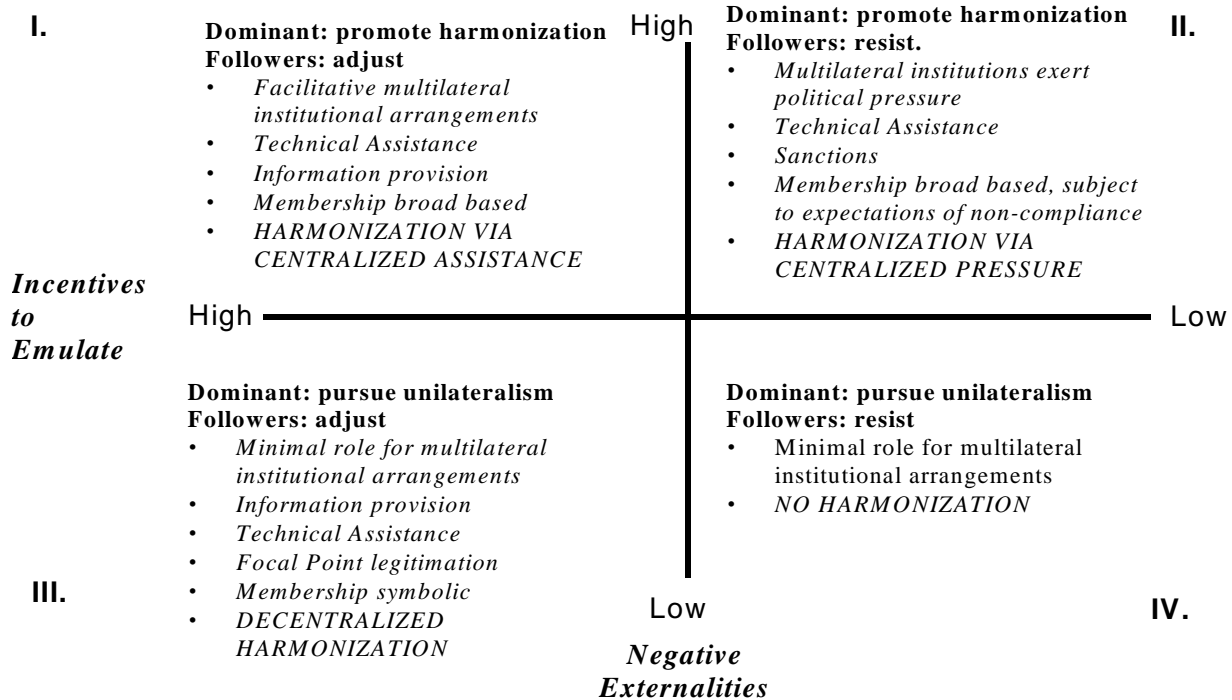 I.
Dominant: promote harmonization
Followers: adjust
• Facilitative multilateral
institutional arrangements
• Technical Assistance
• Information provision
• Membership broad based
• HARMONIZATION VIA
CENTRALIZED ASSISTANCE
High
Dominant: promote harmonization
Followers: resist.
• Multilateral institutions exert
political pressure
• Technical Assistance
• Sanctions
• Membership broad based, subject
to expectations of non-compliance
• HARMONIZATION VIA
CENTRALIZED PRESSURE
II.
Incentives
to
Emulate
High
Low
Dominant: pursue unilateralism
Followers: adjust
• Minimal role for multilateral
institutional arrangements
• Information provision
• Technical Assistance
• Focal Point legitimation
• Membership symbolic
• DECENTRALIZED
HARMONIZATION
III.
Dominant: pursue unilateralism
Followers: resist
• Minimal role for multilateral
institutional arrangements
• NO HARMONIZATION
IV.
Low
Negative
Externalities